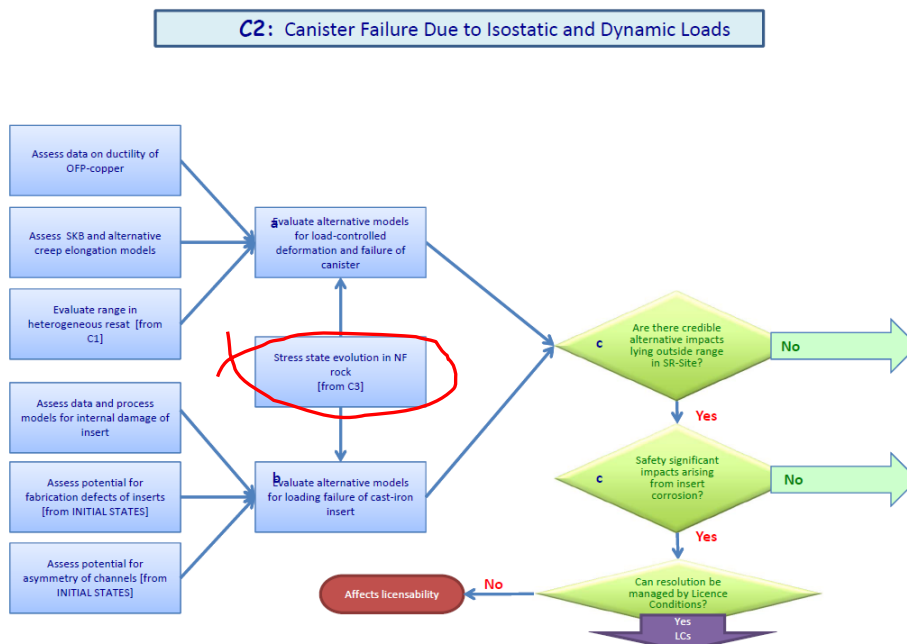 C2: Canister Failure Due to Isostatic and Dynamic Loads
Assess data on ductility of
OFP-copper
Assess SKB and alternative
creep elongation models
Evaluate range in
heterogeneous resat [from
C1]
Assess data and process
models for internal damage of
insert
Assess potential for
fabrication defects of inserts
[from INITIAL STATES]
Assess potential for
asymmetry of channels [from
INITIAL STATES]
a
Evaluate alternative models
for load-controlled
deformation and failure of
canister
Stress state evolution in NF
rock
[from C3]
b
Evaluate alternative models
for loading failure of cast-iron
insert
c
Are there credible
alternative impacts
lying outside range
in SR-Site?
No
Yes
c
Safety significant
impacts arising
from insert
corrosion?
No
Yes
Can resolution be
managed by Licence
Conditions?
No
Affects licensability
Yes
LCs